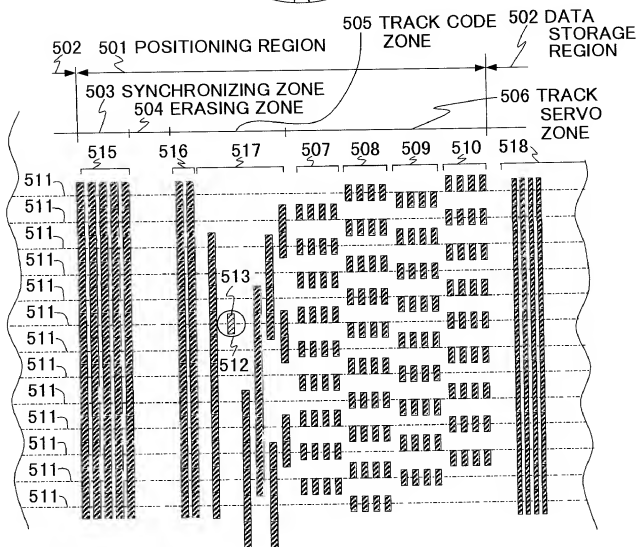 505 TRACK CODE ZONE
502 501 POSITIONING REGION
502 DATA STORAGE REGION
503 SYNCHRONIZING ZONE
504 ERASING ZONE
506 TRACK SERVO ZONE
515 516 517 507 508 509 510 518
511
511
511
511
513
511
511
512
511
511
511
511
511
511
511